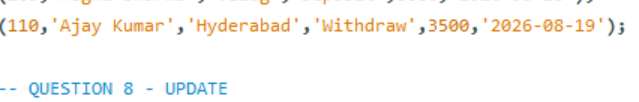 (110,'Ajay Kumar','Hyderabad','Withdraw',3500,'2026-08-19');
-- QUESTION 8 - UPDATE